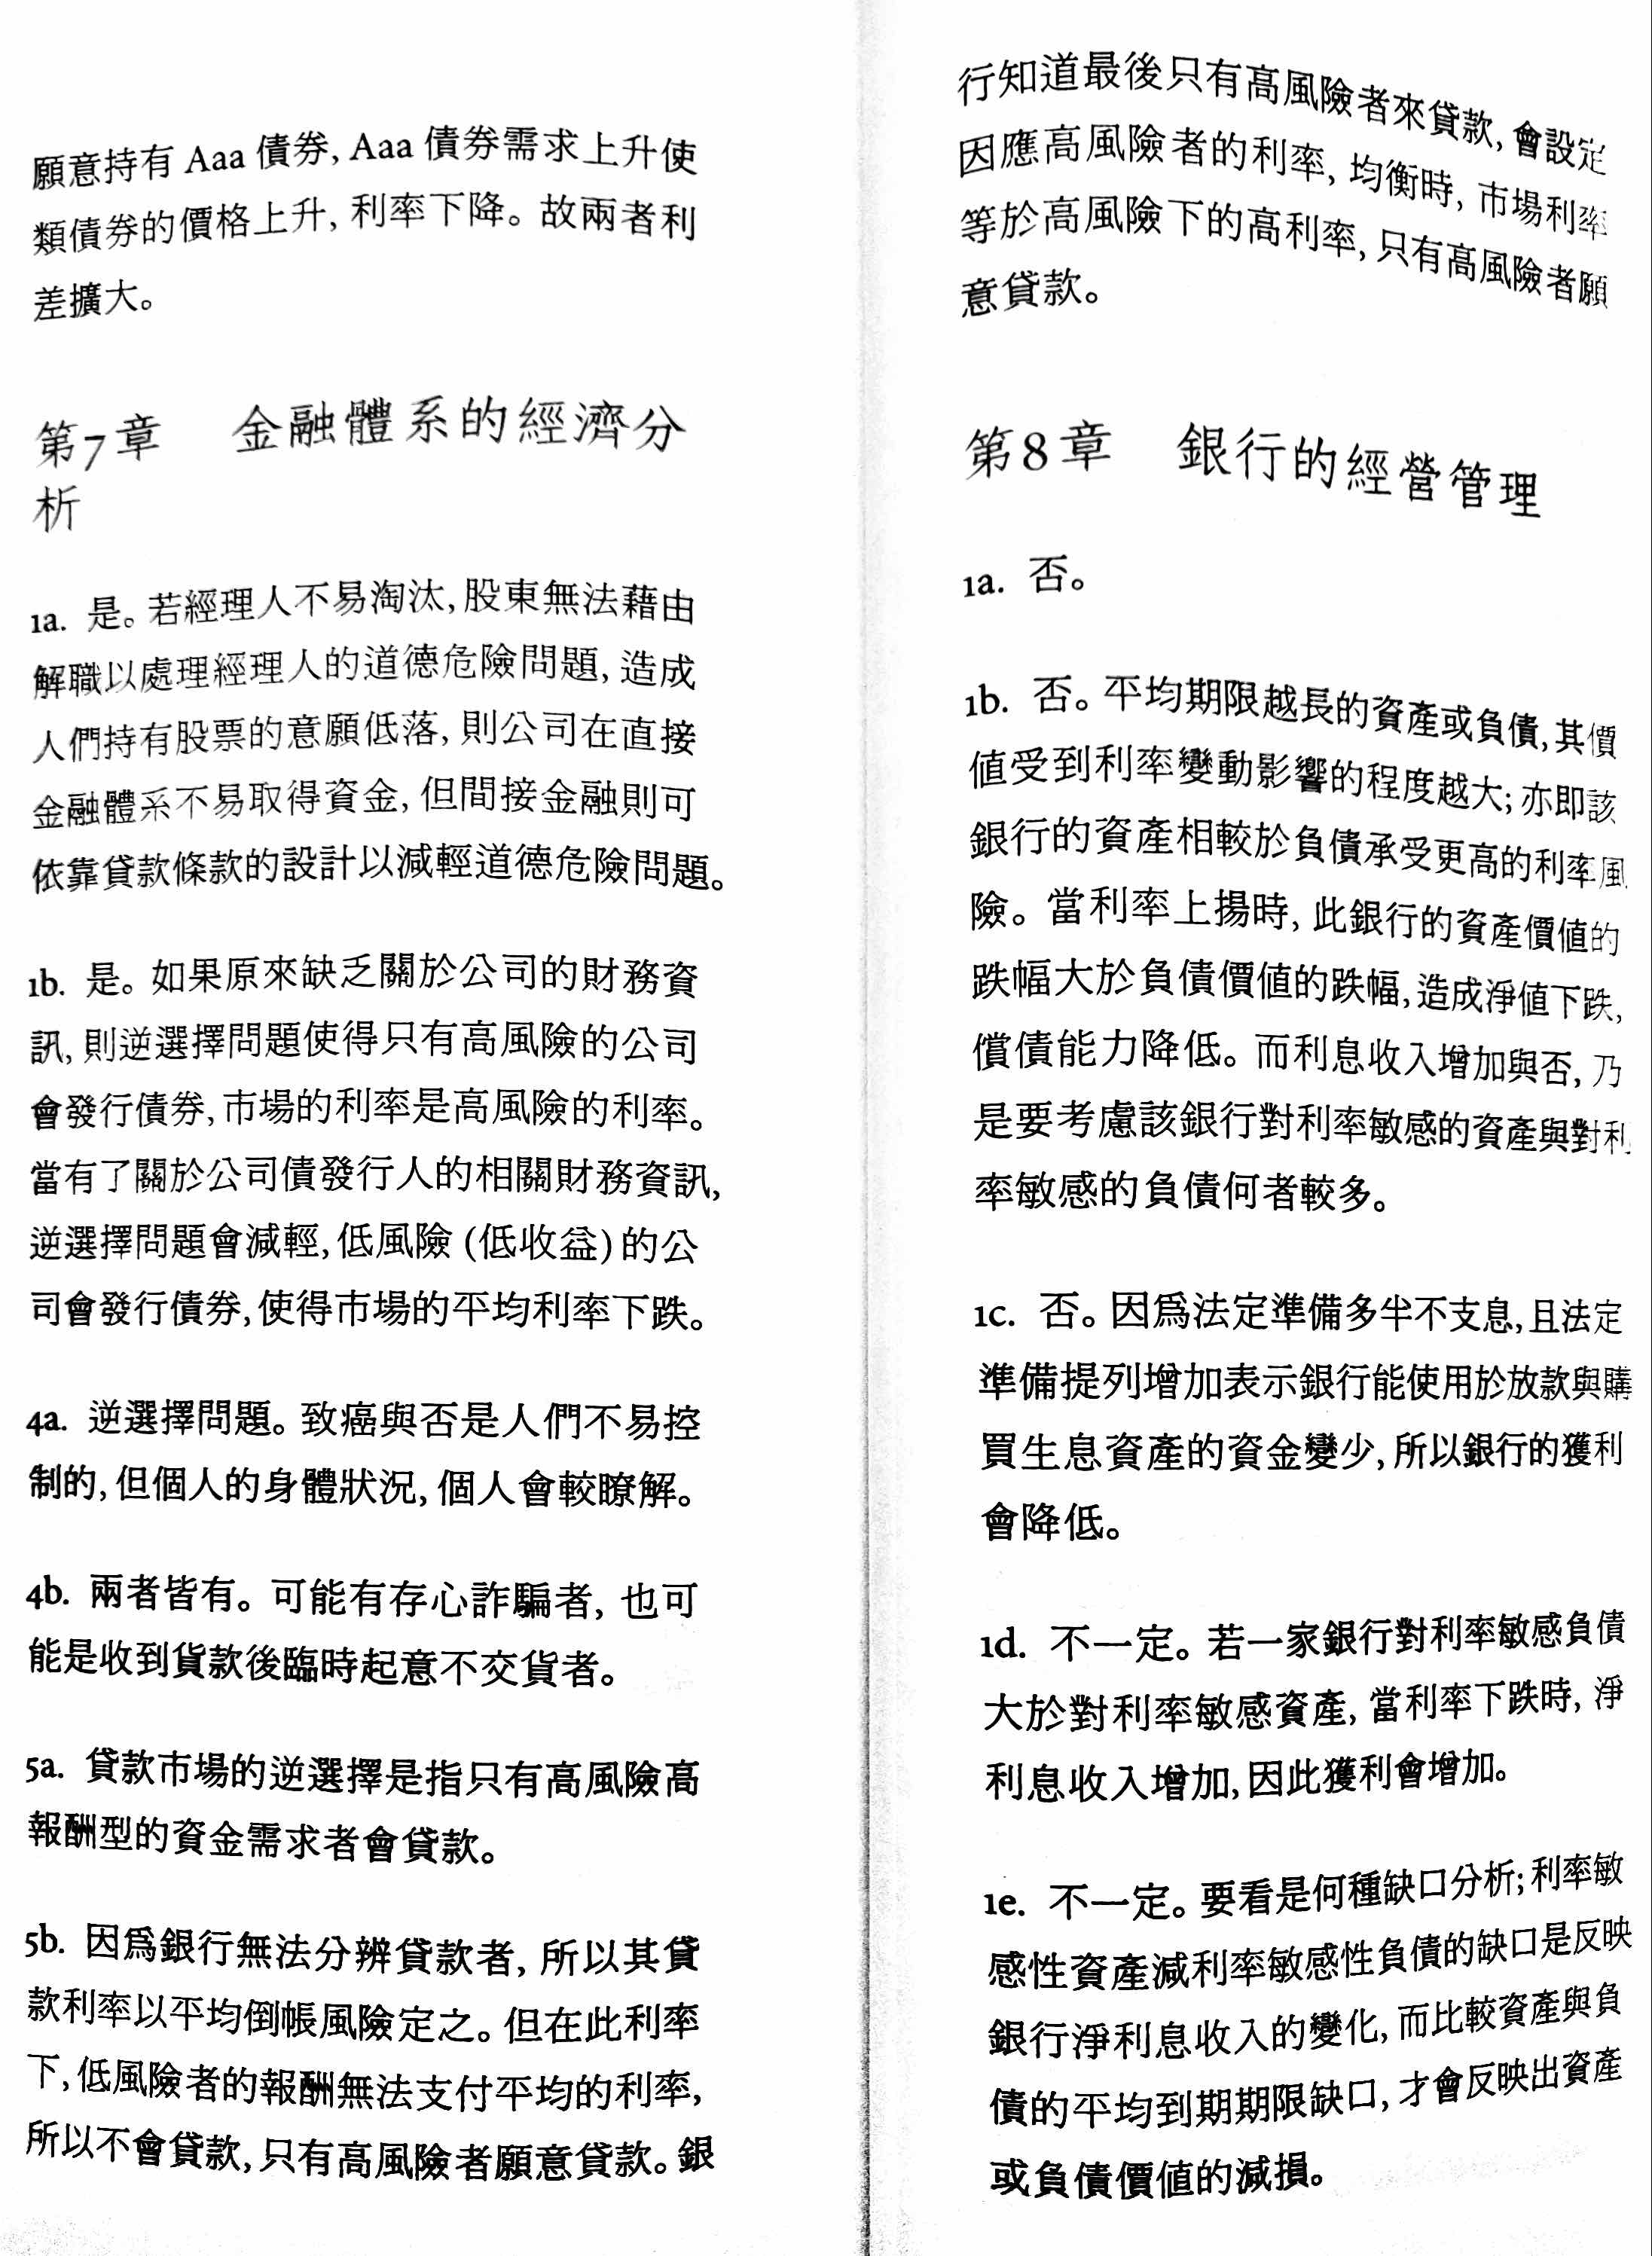 願意持有 Aaa 債券, Aaa 債券需求上升使
類債券的價格上升, 利率下降。故兩者利
差擴大。
第7章 金融體系的經濟分
析
1a. 是。若經理人不易淘汰, 股東無法藉由
解職以處理經理人的道德危險問題, 造成
人們持有股票的意願低落, 則公司在直接
金融體系不易取得資金, 但間接金融則可
依靠貸款條款的設計以減輕道德危險問題。
1b. 是。如果原來缺乏關於公司的財務資
訊, 則逆選擇問題使得只有高風險的公司
會發行債券, 市場的利率是高風險的利率。
當有了關於公司債發行人的相關財務資訊,
逆選擇問題會減輕, 低風險 (低收益) 的公
司會發行債券, 使得市場的平均利率下跌。
4a. 逆選擇問題。致癌與否是人們不易控
制的, 但個人的身體狀況, 個人會較瞭解。
4b. 兩者皆有。可能有存心詐騙者, 也可
能是收到貨款後臨時起意不交貨者。
5a. 貸款市場的逆選擇是指只有高風險高
報酬型的資金需求者會貸款。
5b. 因爲銀行無法分辨貸款者, 所以其貸
款利率以平均倒帳風險定之。但在此利率
下, 低風險者的報酬無法支付平均的利率,
所以不會貸款, 只有高風險者願意貸款。銀
行知道最後只有高風險者來貸款, 會設定
因應高風險者的利率, 均衡時, 市場利率
等於高風險下的高利率, 只有高風險者願
意貸款。
第8章 銀行的經營管理
1a. 否。
1b. 否。平均期限越長的資產或負債, 其價
值受到利率變動影響的程度越大; 亦即該
銀行的資產相較於負債承受更高的利率風
險。當利率上揚時, 此銀行的資產價值的
跌幅大於負債價值的跌幅, 造成淨值下跌,
償債能力降低。而利息收入增加與否, 乃
是要考慮該銀行對利率敏感的資產與對利
率敏感的負債何者較多。
1c. 否。因爲法定準備多半不支息, 且法定
準備提列增加表示銀行能使用於放款與購
買生息資產的資金變少, 所以銀行的獲利
會降低。
1d. 不一定。若一家銀行對利率敏感負債
大於對利率敏感資產, 當利率下跌時, 淨
利息收入增加, 因此獲利會增加。
1e. 不一定。要看是何種缺口分析; 利率敏
感性資產減利率敏感性負債的缺口是反映
銀行淨利息收入的變化, 而比較資產與負
債的平均到期期限缺口, 才會反映出資產
或負債價值的減損。